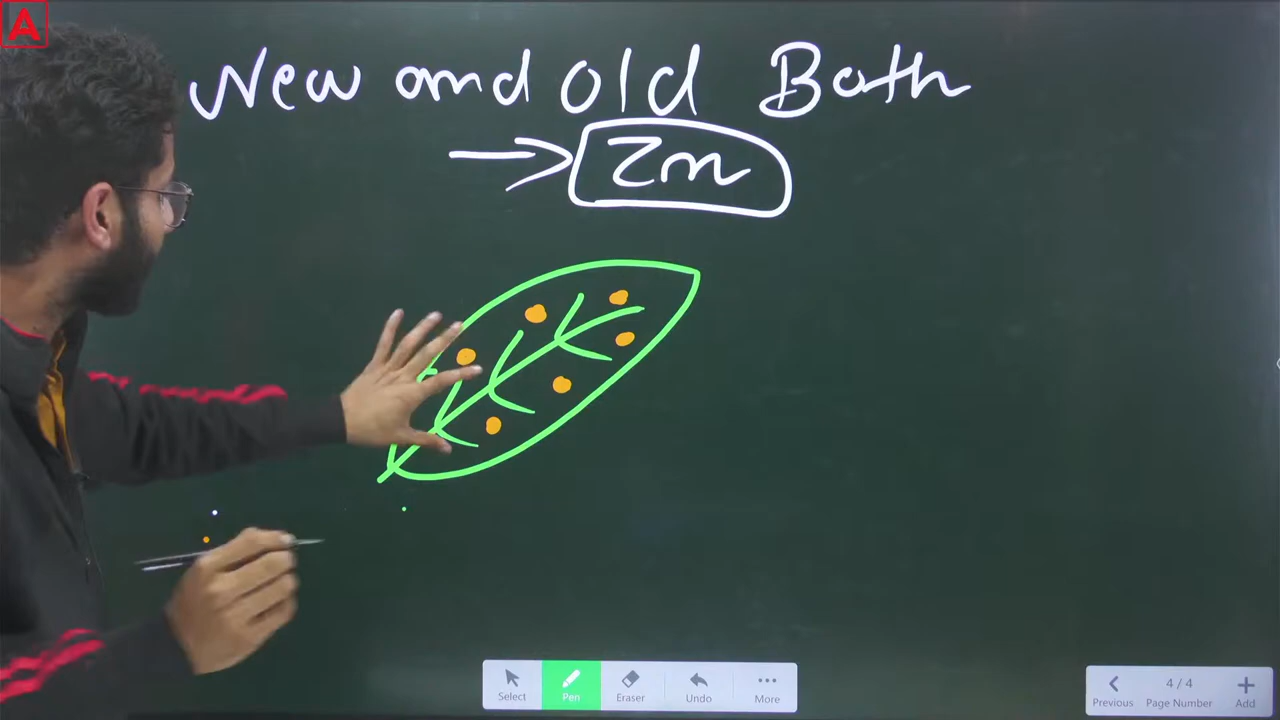 A
New and old Both
→ Zn
Select Pen Eraser Undo More
Previous 4 / 4 Page Number Add